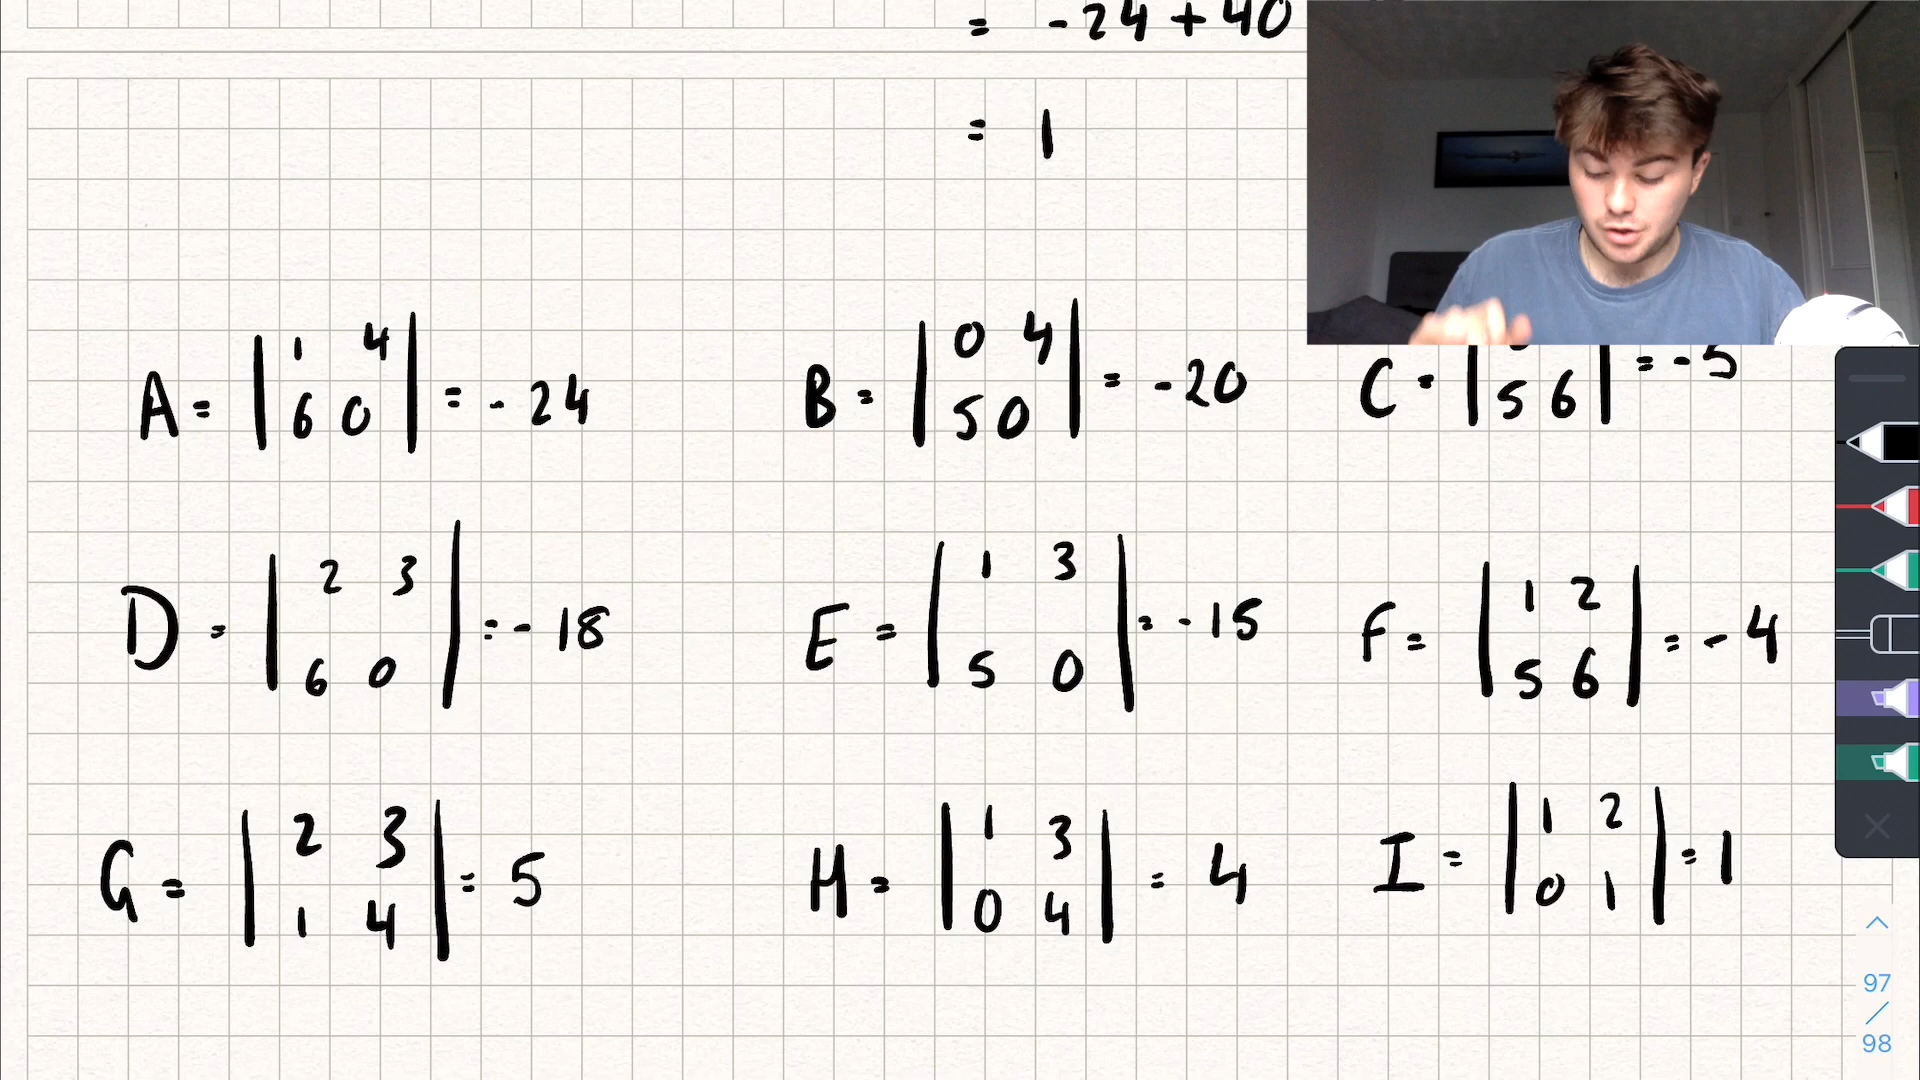 = -24 + 40
= 1
A = | 1 4 | = -24
| 6 0 |
B = | 0 4 | = -20
| 5 0 |
C = | 5 6 | = -5
D = | 2 3 | = -18
| 6 0 |
E = | 1 3 | = -15
| 5 0 |
F = | 1 2 | = -4
| 5 6 |
G = | 2 3 | = 5
| 1 4 |
H = | 1 3 | = 4
| 0 4 |
I = | 1 2 | = 1
| 0 1 |
97
/
98